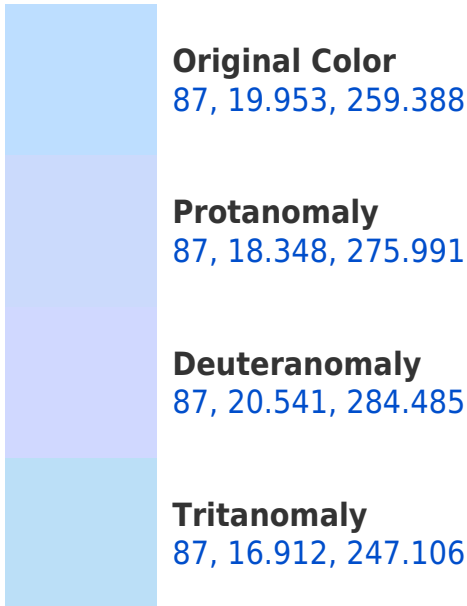 Original Color
87, 19.953, 259.388
Protanomaly
87, 18.348, 275.991
Deuteranomaly
87, 20.541, 284.485
Tritanomaly
87, 16.912, 247.106